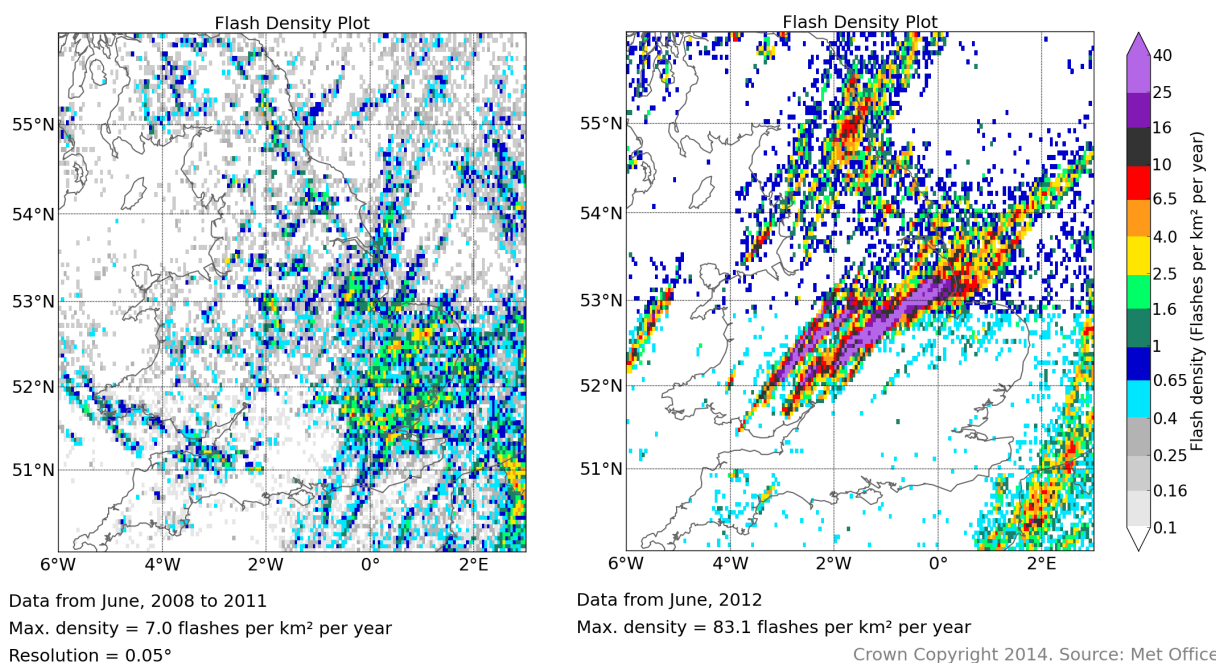 Flash Density Plot
55°N
54°N
53°N
52°N
51°N
6°W 4°W 2°W 0° 2°E
Data from June, 2008 to 2011
Max. density = 7.0 flashes per km² per year
Resolution = 0.05°
Flash Density Plot
55°N
54°N
53°N
52°N
51°N
6°W 4°W 2°W 0° 2°E
Data from June, 2012
Max. density = 83.1 flashes per km² per year
40
25
16
10
6.5
4.0
2.5
1.6
1
0.65
0.4
0.25
0.16
0.1
Flash density (Flashes per km² per year)
Crown Copyright 2014. Source: Met Office